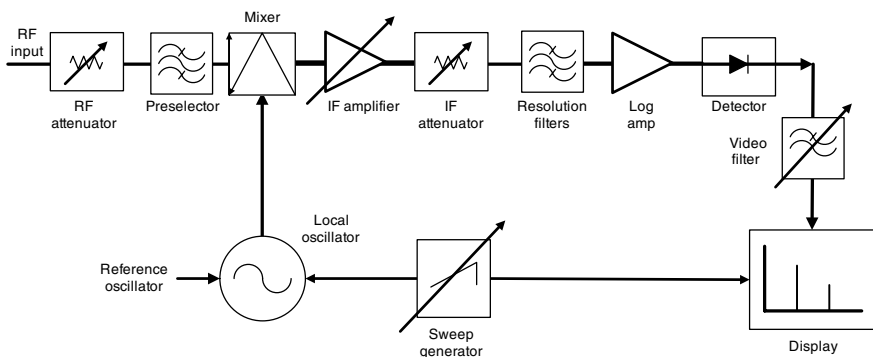 Mixer
RF
input
RF
attenuator
Preselector
IF amplifier
IF
attenuator
Resolution
filters
Log
amp
Detector
Video
filter
Local
oscillator
Reference
oscillator
Sweep
generator
Display